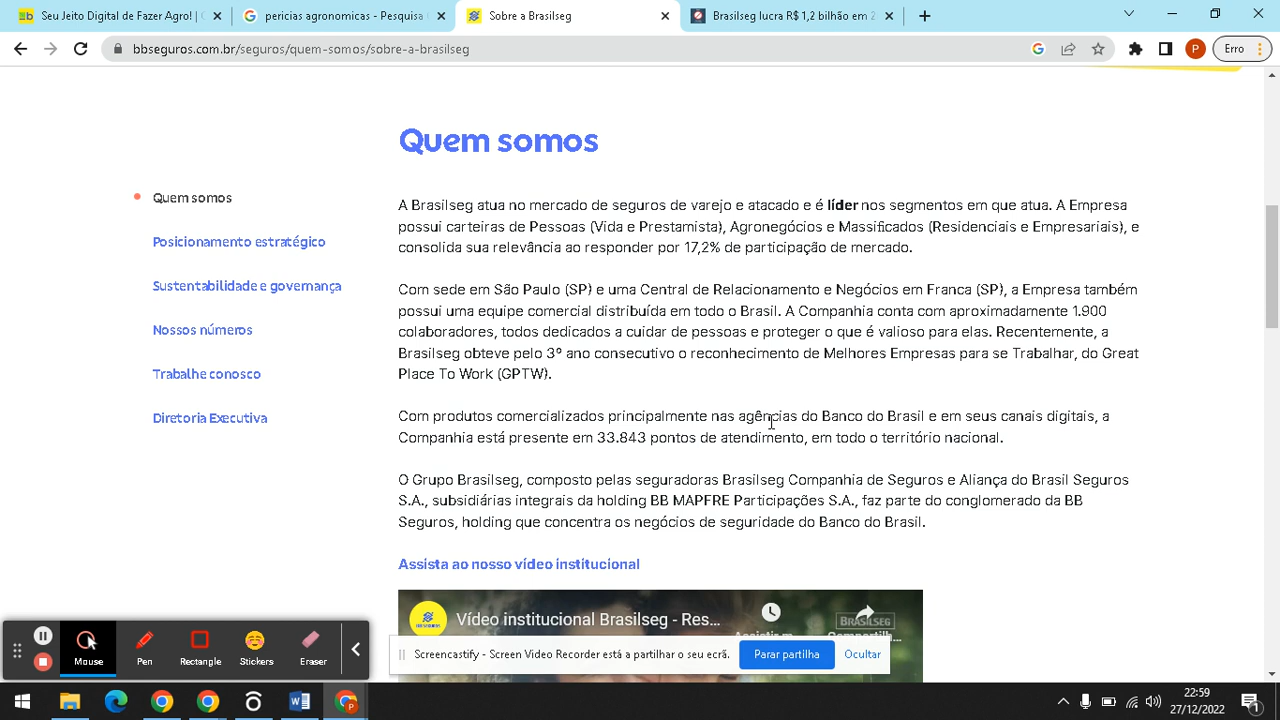 Seu Leito Digital de Fazer Agro!
pericias agronomicas - Pesquisa
Sobre a Brasilseg
Brasilseg lucra R$ 1,2 bilhão em 2
bbseguros.com.br/seguros/quem-somos/sobre-a-brasilseg
P
Erro
Quem somos
Quem somos
Posicionamento estratégico
Sustentabilidade e governança
Nossos números
Trabalhe conosco
Diretoria Executiva
A Brasilseg atua no mercado de seguros de varejo e atacado e é líder nos segmentos em que atua. A Empresa
possui carteiras de Pessoas (Vida e Prestamista), Agronegócios e Massificados (Residenciais e Empresariais), e
consolida sua relevância ao responder por 17,2% de participação de mercado.
Com sede em São Paulo (SP) e uma Central de Relacionamento e Negócios em Franca (SP), a Empresa também
possui uma equipe comercial distribuída em todo o Brasil. A Companhia conta com aproximadamente 1.900
colaboradores, todos dedicados a cuidar de pessoas e proteger o que é valioso para elas. Recentemente, a
Brasilseg obteve pelo 3º ano consecutivo o reconhecimento de Melhores Empresas para se Trabalhar, do Great
Place To Work (GPTW).
Com produtos comercializados principalmente nas agências do Banco do Brasil e em seus canais digitais, a
Companhia está presente em 33.843 pontos de atendimento, em todo o território nacional.
O Grupo Brasilseg, composto pelas seguradoras Brasilseg Companhia de Seguros e Aliança do Brasil Seguros
S.A., subsidiárias integrais da holding BB MAPFRE Participações S.A., faz parte do conglomerado da BB
Seguros, holding que concentra os negócios de seguridade do Banco do Brasil.
Assista ao nosso vídeo institucional
Vídeo institucional Brasilseg - Res...
BRASILSEG
Mouse
Pen
Rectangle
Stickers
Eraser
Screencastify - Screen Video Recorder está a partilhar o seu ecrã.
Parar partilha
Ocultar
22:59
27/12/2022